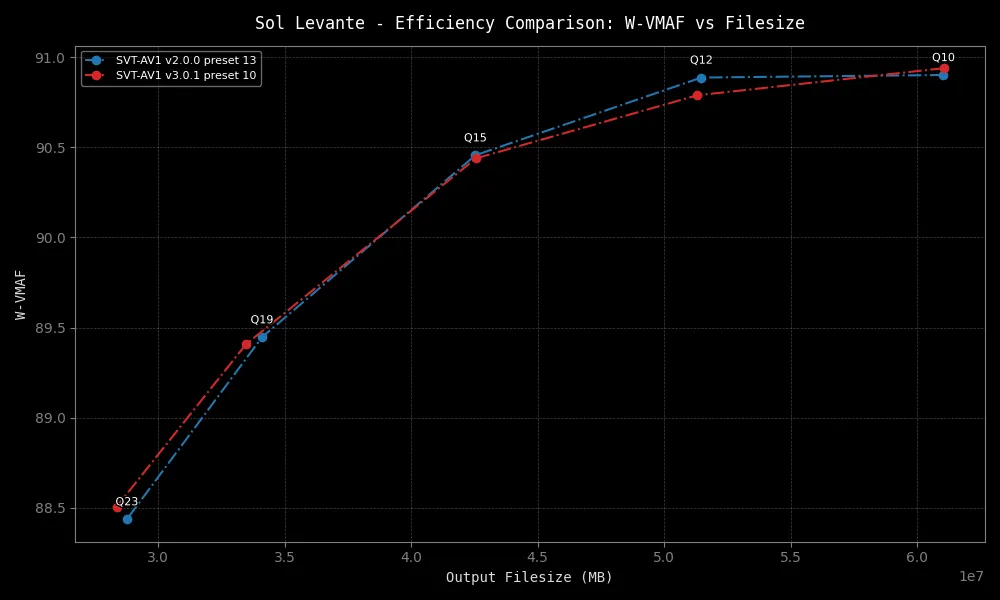 Sol Levante - Efficiency Comparison: W-VMAF vs Filesize
SVT-AV1 v2.0.0 preset 13
SVT-AV1 v3.0.1 preset 10
91.0
90.5
90.0
89.5
89.0
88.5
W-VMAF
Q10
Q12
Q15
Q19
Q23
3.0
3.5
4.0
4.5
5.0
5.5
6.0
1e7
Output Filesize (MB)